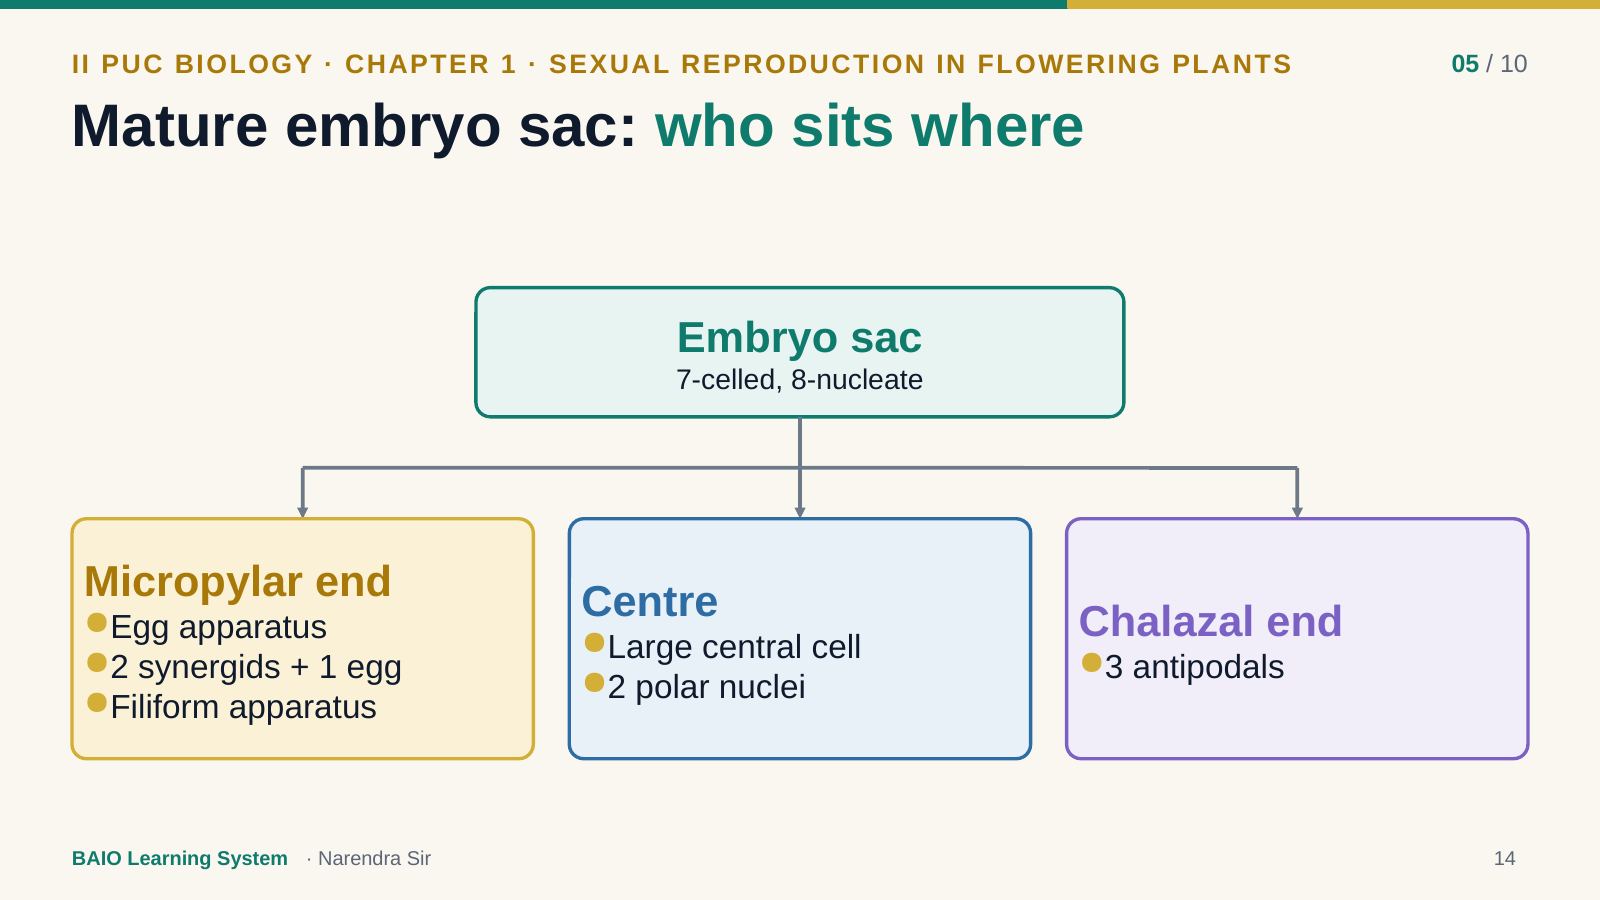 II PUC BIOLOGY · CHAPTER 1 · SEXUAL REPRODUCTION IN FLOWERING PLANTS
05 / 10
Mature embryo sac: who sits where
Embryo sac
7-celled, 8-nucleate
Micropylar end
● Egg apparatus
● 2 synergids + 1 egg
● Filiform apparatus
Centre
● Large central cell
● 2 polar nuclei
Chalazal end
● 3 antipodals
BAIO Learning System · Narendra Sir
14